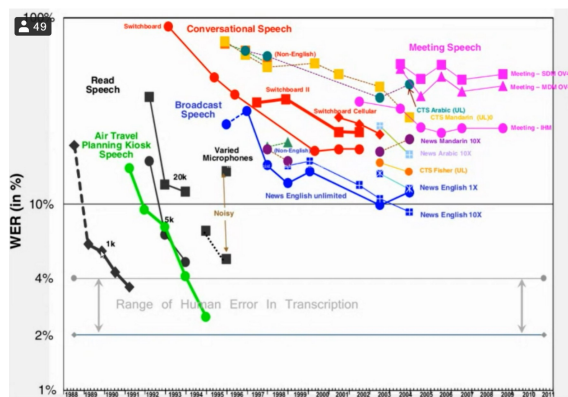 49
100%
Switchboard
Conversational Speech
(Non-English)
Meeting Speech
Meeting – SDM OV
Meeting – MDM OV
Read
Speech
Switchboard II
CTS Arabic (UL)
Broadcast
Speech
Switchboard Cellular
CTS Mandarin (UL)
Meeting - IHM
Air Travel
Planning Kiosk
Speech
Varied
Microphones
(Non-English)
News Mandarin 10X
News Arabic 10X
20k
CTS Fisher (UL)
News English 1X
News English unlimited
News English 10X
WER (in %)
10%
Noisy
5k
1k
4%
Range of Human Error In Transcription
2%
1%
1988 1989 1990 1991 1992 1993 1994 1995 1996 1997 1998 1999 2000 2001 2002 2003 2004 2005 2006 2007 2008 2009 2010 2011